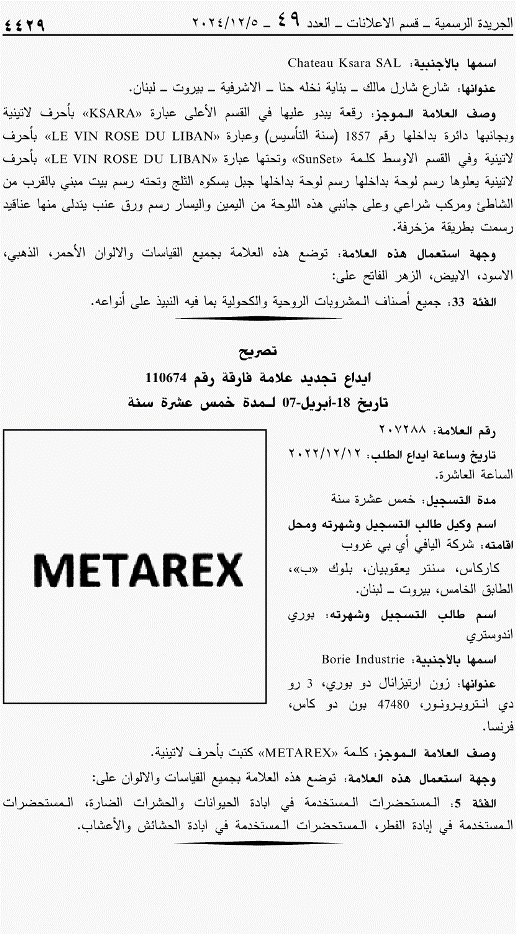 الجريدة الرسمية ـ قسم الاعلانات ـ العدد ٤٩ ـ ٢٠٢٤/١٢/٥
٤٤٢٩
اسمها بالأجنبية: Chateau Ksara SAL
عنوانها: شارع شارل مالك ـ بناية نخله حنا ـ الاشرفية ـ بيروت ـ لبنان.
وصف العلامة الموجز: رقعة يبدو عليها في القسم الأعلى عبارة «KSARA» بأحرف لاتينية
وبجانبها دائرة بداخلها رقم 1857 (سنة التأسيس) وعبارة «LE VIN ROSE DU LIBAN» بأحرف
لاتينية وفي القسم الاوسط كلمة «SunSet» وتحتها عبارة «LE VIN ROSE DU LIBAN» بأحرف
لاتينية يعلوها رسم لوحة بداخلها رسم لوحة بداخلها جبل يسكوه الثلج وتحته رسم بيت مبني بالقرب من
الشاطئ ومركب شراعي وعلى جانبي هذه اللوحة من اليمين واليسار رسم ورق عنب يتدلى منها عناقيد
رسمت بطريقة مزخرفة.
وجهة استعمال هذه العلامة: توضع هذه العلامة بجميع القياسات والالوان الأحمر، الذهبي،
الاسود، الابيض، الزهر الفاتح على:
الفئة 33: جميع أصناف المشروبات الروحية والكحولية بما فيه النبيذ على أنواعه.
تصريح
ايداع تجديد علامة فارقة رقم 110674
تاريخ 18-أبريل-07 لمدة خمس عشرة سنة
رقم العلامة: ٢٠٧٢٨٨
تاريخ وساعة ايداع الطلب: ٢٠٢٢/١٢/١٢
الساعة العاشرة.
مدة التسجيل: خمس عشرة سنة
اسم وكيل طالب التسجيل وشهرته ومحل
اقامته: شركة اليافي أي بي غروب
كاركاس، سنتر يعقوبيان، بلوك «ب»،
الطابق الخامس، بيروت ـ لبنان.
اسم طالب التسجيل وشهرته: بوري
اندوستري
اسمها بالأجنبية: Borie Industrie
عنوانها: زون ارتيزانال دو بوري، 3 رو
دي انتروبرونور، 47480 بون دو كاس،
فرنسا.
METAREX
وصف العلامة الموجز: كلمة «METAREX» كتبت بأحرف لاتينية.
وجهة استعمال هذه العلامة: توضع هذه العلامة بجميع القياسات والالوان على:
الفئة 5: المستحضرات المستخدمة في ابادة الحيوانات والحشرات الضارة، المستحضرات
المستخدمة في إبادة الفطر، المستحضرات المستخدمة في ابادة الحشائش والأعشاب.